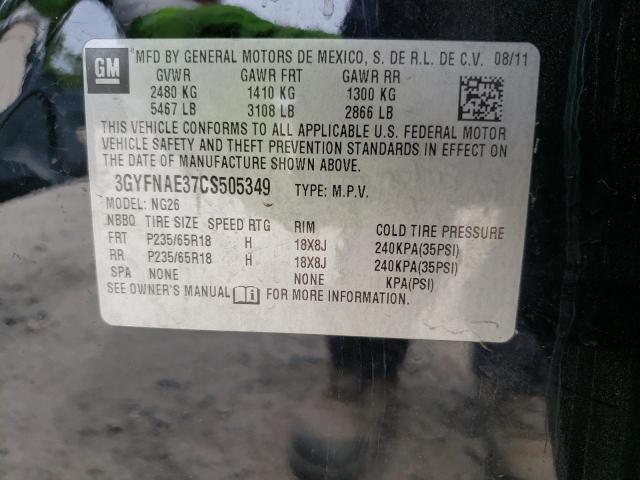 GM
*MFD BY GENERAL MOTORS DE MEXICO, S. DE R.L. DE C.V. 08/11
GVWR GAWR FRT GAWR RR
2480 KG 1410 KG 1300 KG
5467 LB 3108 LB 2866 LB
THIS VEHICLE CONFORMS TO ALL APPLICABLE U.S. FEDERAL MOTOR
VEHICLE SAFETY AND THEFT PREVENTION STANDARDS IN EFFECT ON
THE DATE OF MANUFACTURE SHOWN ABOVE.
3GYFNAE37CS505349 TYPE: M.P.V.
MODEL: NG26
NBBQ TIRE SIZE SPEED RTG RIM COLD TIRE PRESSURE
FRT P235/65R18 H 18X8J 240KPA(35PSI)
RR P235/65R18 H 18X8J 240KPA(35PSI)
SPA NONE NONE KPA(PSI)
SEE OWNER'S MANUAL FOR MORE INFORMATION.